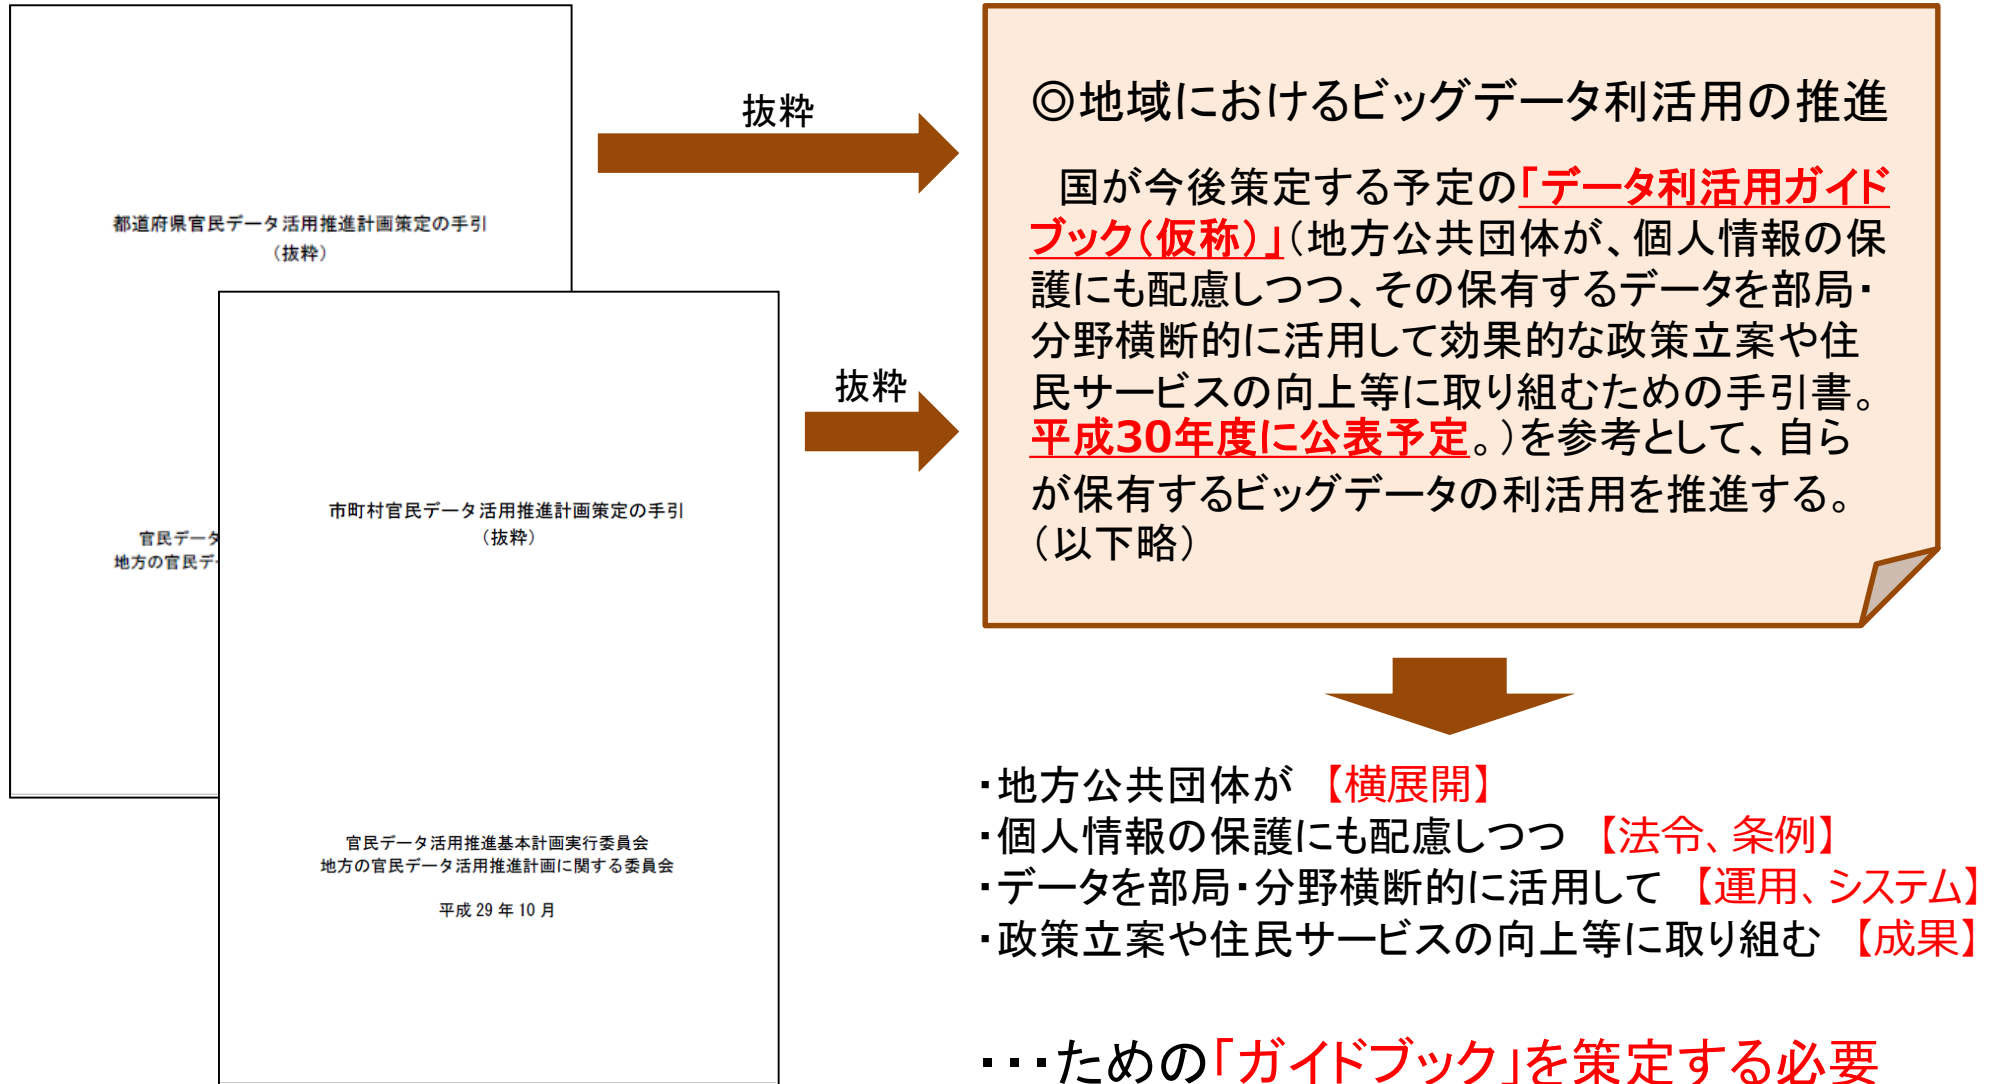 都道府県官民データ活用推進計画策定の手引
（抜粋）
官民データ
地方の官民デ
市町村官民データ活用推進計画策定の手引
（抜粋）
官民データ活用推進基本計画実行委員会
地方の官民データ活用推進計画に関する委員会
平成 29 年 10 月
抜粋
抜粋
◎地域におけるビッグデータ利活用の推進
国が今後策定する予定の「データ利活用ガイド
ブック（仮称）」（地方公共団体が、個人情報の保
護にも配慮しつつ、その保有するデータを部局・
分野横断的に活用して効果的な政策立案や住
民サービスの向上等に取り組むための手引書。
平成30年度に公表予定。）を参考として、自ら
が保有するビッグデータの利活用を推進する。
（以下略）
・地方公共団体が 【横展開】
・個人情報の保護にも配慮しつつ 【法令、条例】
・データを部局・分野横断的に活用して 【運用、システム】
・政策立案や住民サービスの向上等に取り組む 【成果】
・・・ための「ガイドブック」を策定する必要